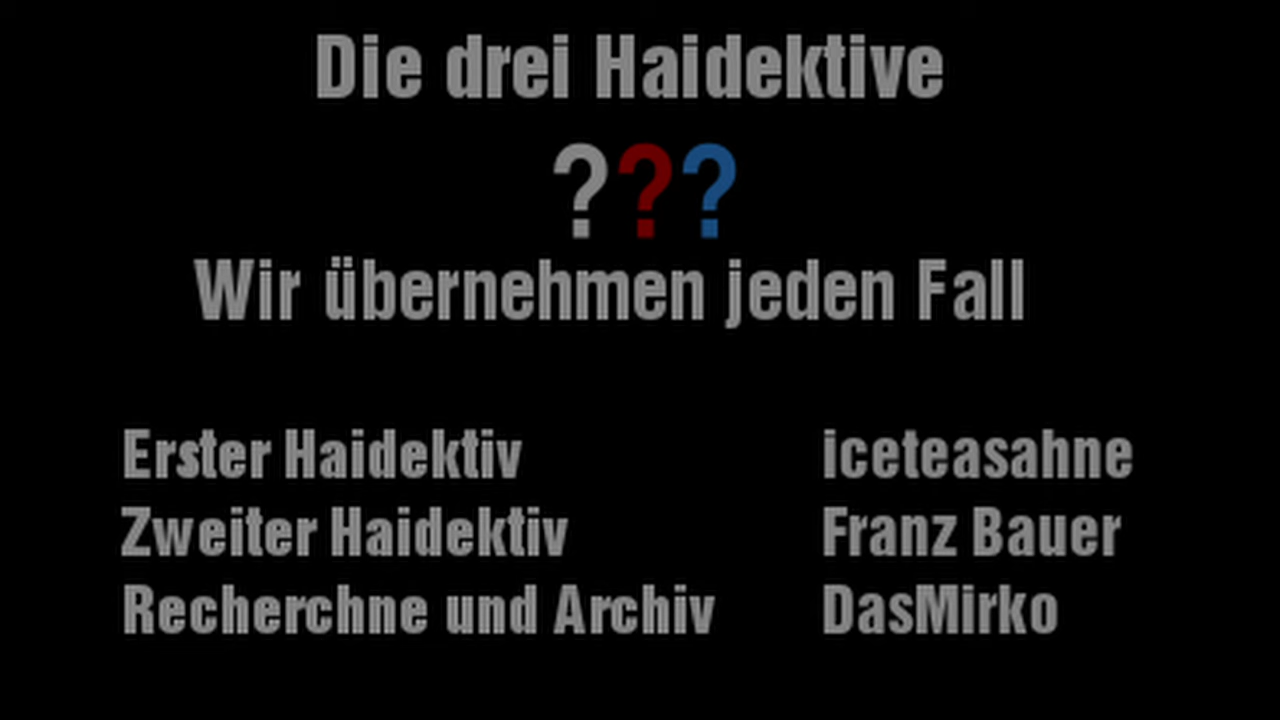 Die drei Haidektive
???
Wir übernehmen jeden Fall
Erster Haidektiv iceteasahne
Zweiter Haidektiv Franz Bauer
Recherchne und Archiv DasMirko